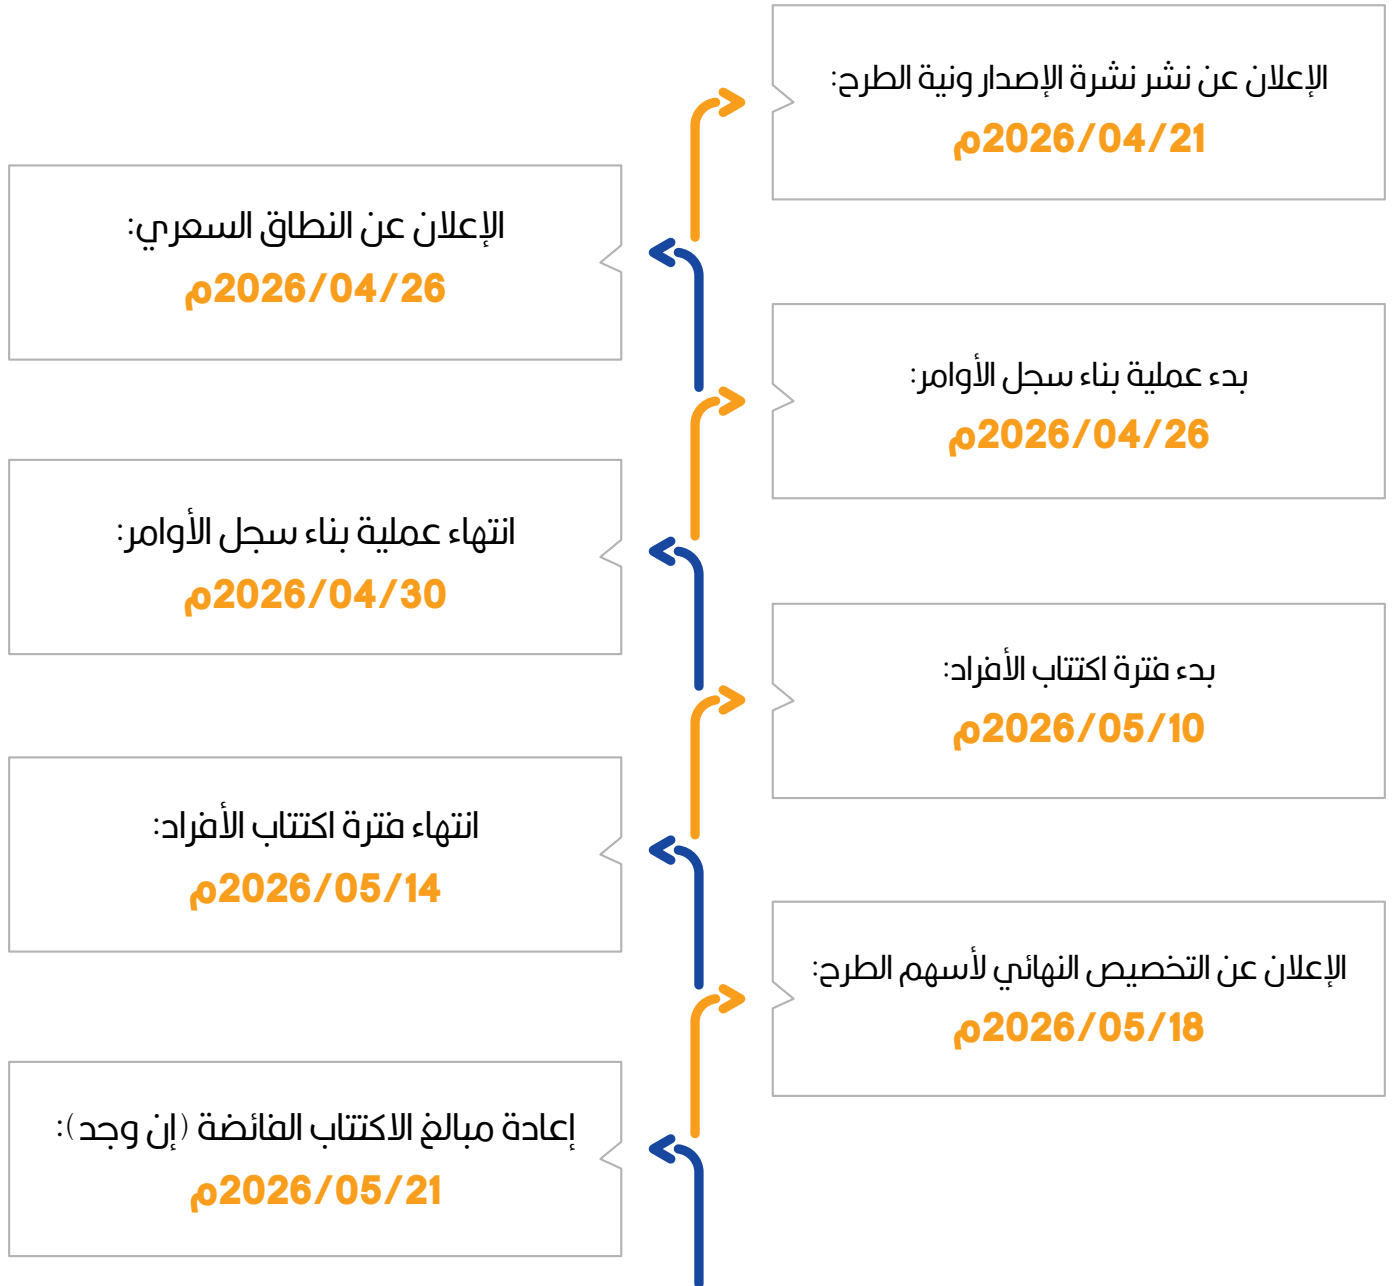 الإعلان عن نشر نشرة الإصدار ونية الطرح:
2026/04/21م
الإعلان عن النطاق السعري:
2026/04/26م
بدء عملية بناء سجل الأوامر:
2026/04/26م
انتهاء عملية بناء سجل الأوامر:
2026/04/30م
بدء فترة اكتتاب الأفراد:
2026/05/10م
انتهاء فترة اكتتاب الأفراد:
2026/05/14م
الإعلان عن التخصيص النهائي لأسهم الطرح:
2026/05/18م
إعادة مبالغ الاكتتاب الفائضة (إن وجد):
2026/05/21م